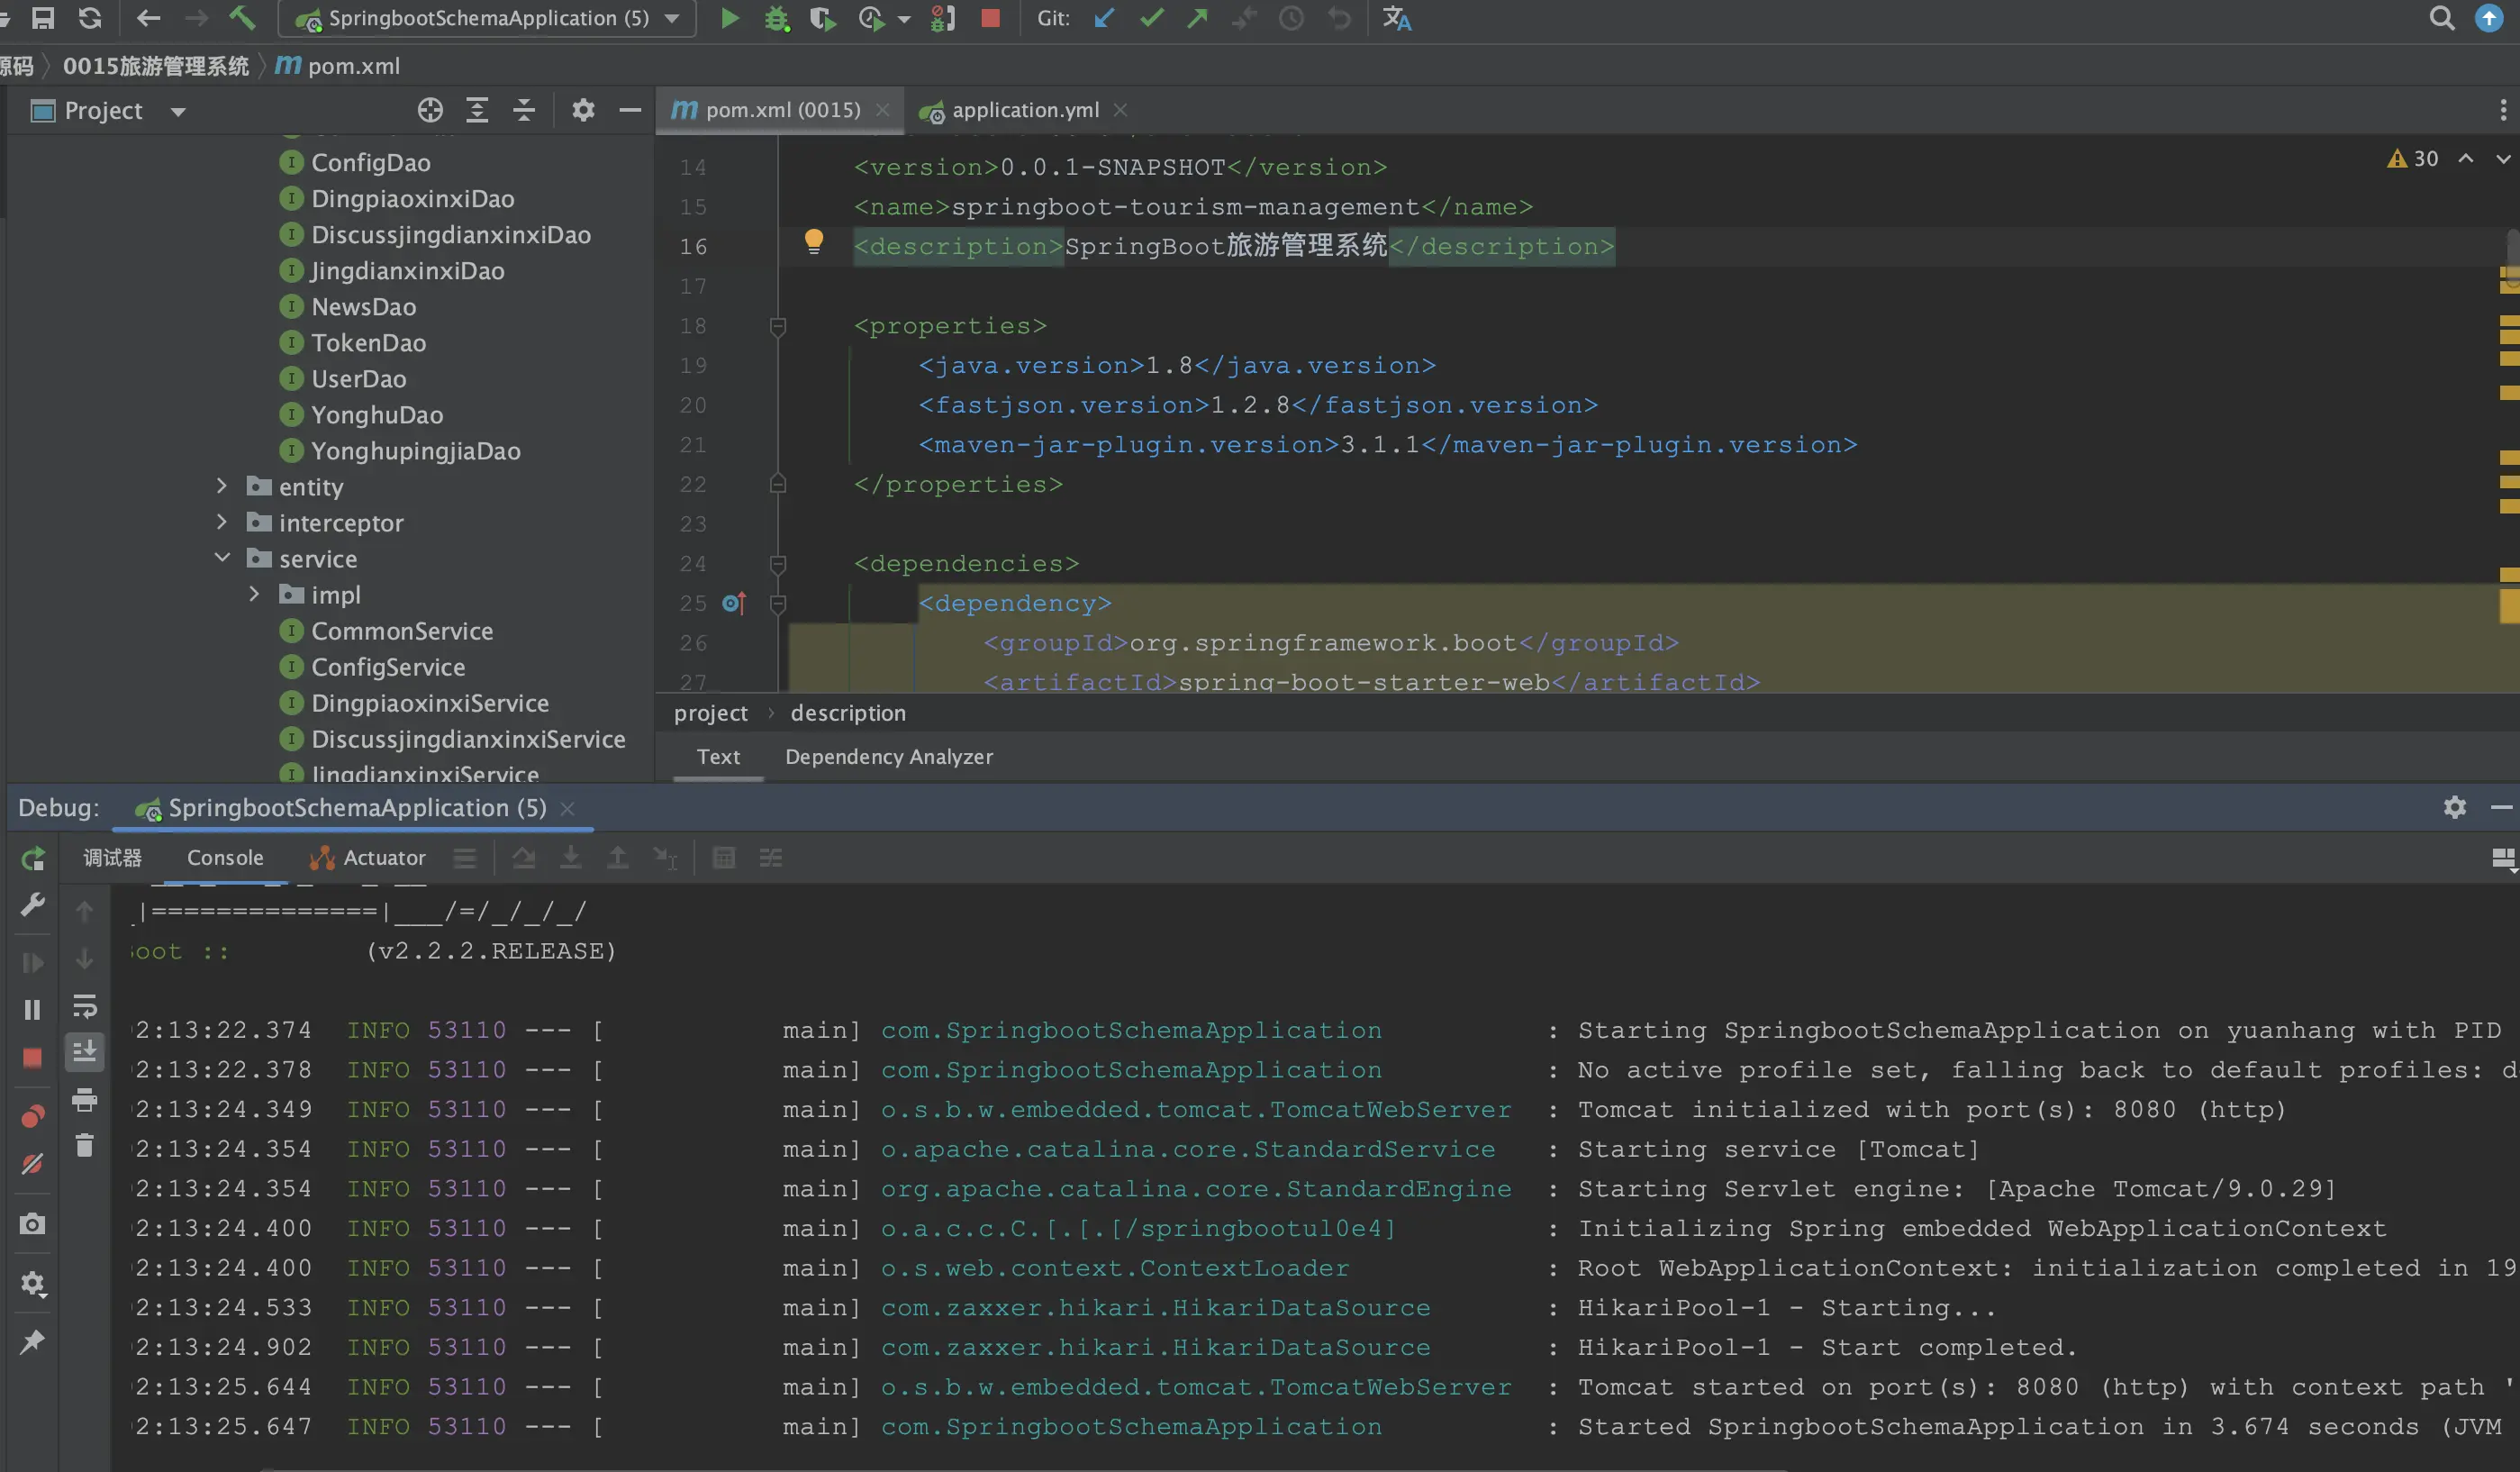 SpringbootSchemaApplication (5)
Git:
源码 0015旅游管理系统 m pom.xml
Project
m pom.xml (0015)
application.yml
ConfigDao
DingpiaoxinxiDao
DiscussjingdianxinxiDao
JingdianxinxiDao
NewsDao
TokenDao
UserDao
YonghuDao
YonghupingjiaDao
entity
interceptor
service
impl
CommonService
ConfigService
DingpiaoxinxiService
DiscussjingdianxinxiService
JingdianxinxiService
30
14 <version>0.0.1-SNAPSHOT</version>
15 <name>springboot-tourism-management</name>
16 <description>SpringBoot旅游管理系统</description>
17
18 <properties>
19 <java.version>1.8</java.version>
20 <fastjson.version>1.2.8</fastjson.version>
21 <maven-jar-plugin.version>3.1.1</maven-jar-plugin.version>
22 </properties>
23
24 <dependencies>
25 <dependency>
26 <groupId>org.springframework.boot</groupId>
27 <artifactId>spring-boot-starter-web</artifactId>
project › description
Text Dependency Analyzer
Debug: SpringbootSchemaApplication (5)
调试器 Console Actuator
_|==============|___/=/_/_/_/
Boot :: (v2.2.2.RELEASE)
2:13:22.374 INFO 53110 --- [ main] com.SpringbootSchemaApplication : Starting SpringbootSchemaApplication on yuanhang with PID
2:13:22.378 INFO 53110 --- [ main] com.SpringbootSchemaApplication : No active profile set, falling back to default profiles: d
2:13:24.349 INFO 53110 --- [ main] o.s.b.w.embedded.tomcat.TomcatWebServer : Tomcat initialized with port(s): 8080 (http)
2:13:24.354 INFO 53110 --- [ main] o.apache.catalina.core.StandardService : Starting service [Tomcat]
2:13:24.354 INFO 53110 --- [ main] org.apache.catalina.core.StandardEngine : Starting Servlet engine: [Apache Tomcat/9.0.29]
2:13:24.400 INFO 53110 --- [ main] o.a.c.c.C.[.[.[/springbootul0e4] : Initializing Spring embedded WebApplicationContext
2:13:24.400 INFO 53110 --- [ main] o.s.web.context.ContextLoader : Root WebApplicationContext: initialization completed in 19
2:13:24.533 INFO 53110 --- [ main] com.zaxxer.hikari.HikariDataSource : HikariPool-1 - Starting...
2:13:24.902 INFO 53110 --- [ main] com.zaxxer.hikari.HikariDataSource : HikariPool-1 - Start completed.
2:13:25.644 INFO 53110 --- [ main] o.s.b.w.embedded.tomcat.TomcatWebServer : Tomcat started on port(s): 8080 (http) with context path '
2:13:25.647 INFO 53110 --- [ main] com.SpringbootSchemaApplication : Started SpringbootSchemaApplication in 3.674 seconds (JVM